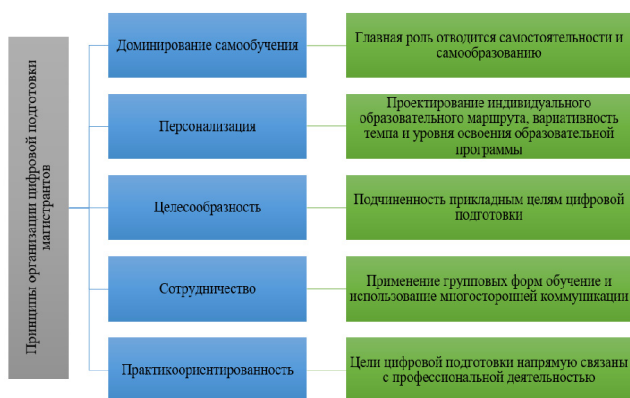 Принципы организации цифровой подготовки
магистрантов
Доминирование самообучения
Главная роль отводится самостоятельности и
самообразованию
Персонализация
Проектирование индивидуального
образовательного маршрута, вариативность
темпа и уровня освоения образовательной
программы
Целесообразность
Подчиненность прикладным целям цифровой
подготовки
Сотрудничество
Применение групповых форм обучение и
использование многосторонней коммуникации
Практикоориентированность
Цели цифровой подготовки напрямую связаны
с профессиональной деятельностью